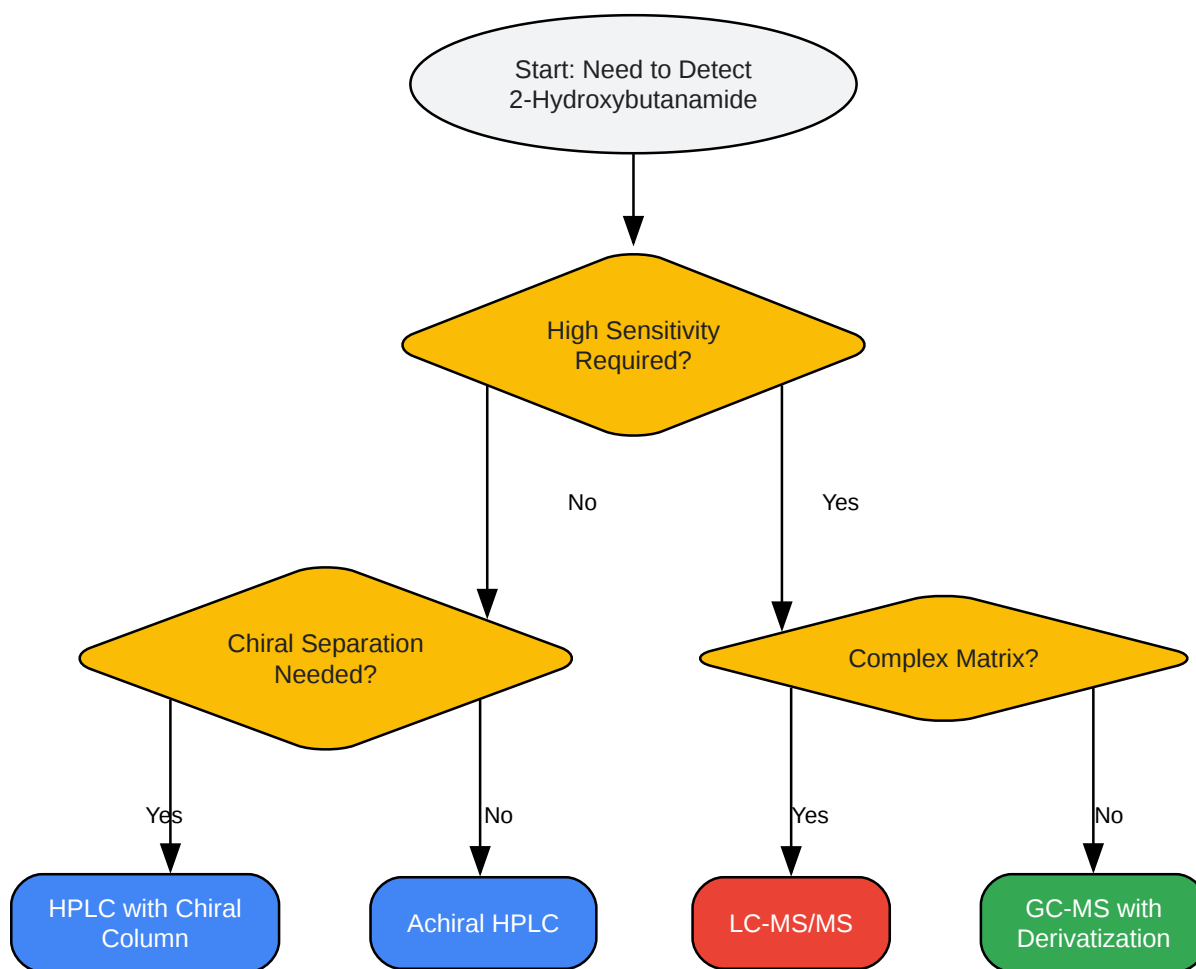 Start: Need to Detect
2-Hydroxybutanamide
High Sensitivity
Required?
No
Yes
Chiral Separation
Needed?
Complex Matrix?
Yes
No
Yes
No
HPLC with Chiral
Column
Achiral HPLC
LC-MS/MS
GC-MS with
Derivatization